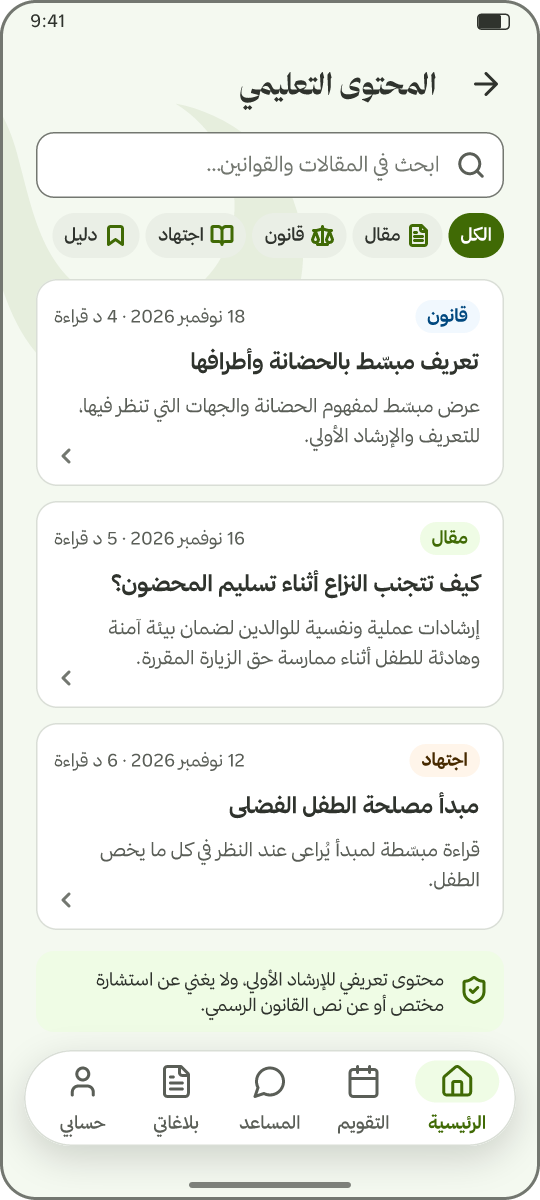 9:41
المحتوى التعليمي
ابحث في المقالات والقوانين...
الكل
مقال
قانون
اجتهاد
دليل
قانون
18 نوفمبر 2026 · 4 د قراءة
تعريف مبسّط بالحضانة وأطرافها
عرض مبسّط لمفهوم الحضانة والجهات التي تنظر فيها،
للتعريف والإرشاد الأولي.
مقال
16 نوفمبر 2026 · 5 د قراءة
كيف تتجنب النزاع أثناء تسليم المحضون؟
إرشادات عملية ونفسية للوالدين لضمان بيئة آمنة
وهادئة للطفل أثناء ممارسة حق الزيارة المقررة.
اجتهاد
12 نوفمبر 2026 · 6 د قراءة
مبدأ مصلحة الطفل الفضلى
قراءة مبسّطة لمبدأ يُراعى عند النظر في كل ما يخص
الطفل.
محتوى تعريفي للإرشاد الأولي، ولا يغني عن استشارة
مختص أو عن نص القانون الرسمي.
الرئيسية
التقويم
المساعد
بلاغاتي
حسابي